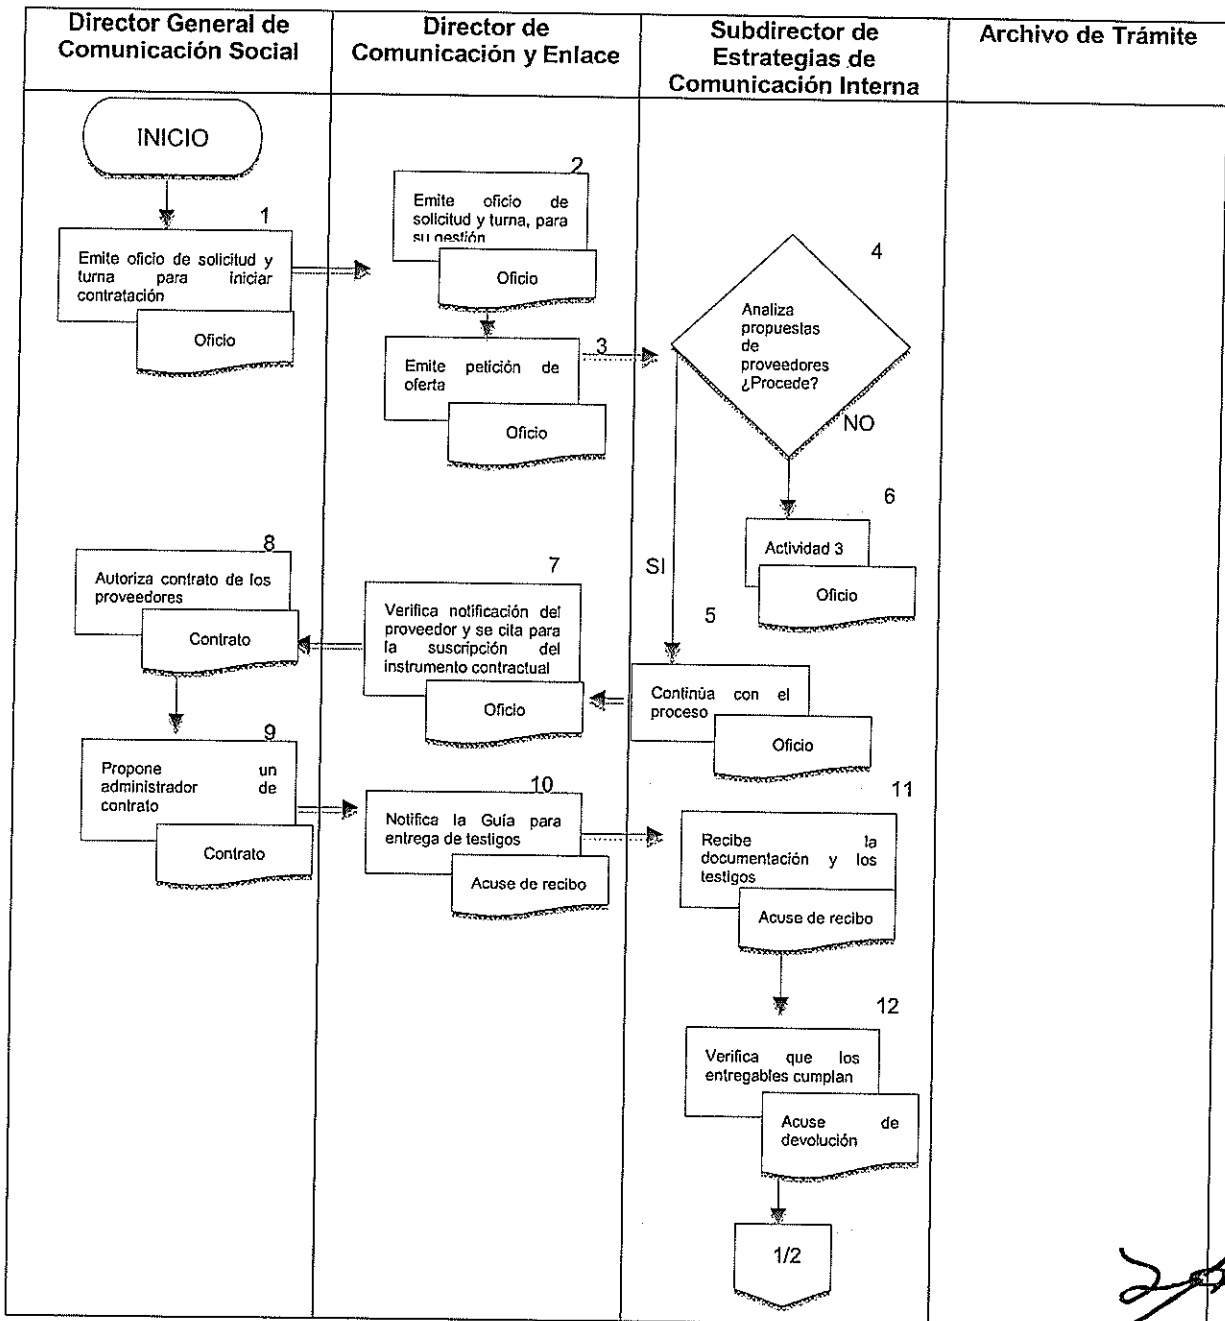 Director General de
Comunicación Social
Director de
Comunicación y Enlace
Subdirector de
Estrategias de
Comunicación Interna
Archivo de Trámite
INICIO
1
Emite oficio de solicitud y
turna para iniciar
contratación
Oficio
2
Emite oficio de
solicitud y turna, para
su gestión
Oficio
3
Emite petición de
oferta
Oficio
4
Analiza
propuestas
de
proveedores
¿Procede?
NO
SI
6
Actividad 3
Oficio
5
Continúa con el
proceso
Oficio
7
Verifica notificación del
proveedor y se cita para
la suscripción del
instrumento contractual
Oficio
8
Autoriza contrato de los
proveedores
Contrato
9
Propone un
administrador de
contrato
Contrato
10
Notifica la Guía para
entrega de testigos
Acuse de recibo
11
Recibe la
documentación y los
testigos
Acuse de recibo
12
Verifica que los
entregables cumplan
Acuse de
devolución
1/2